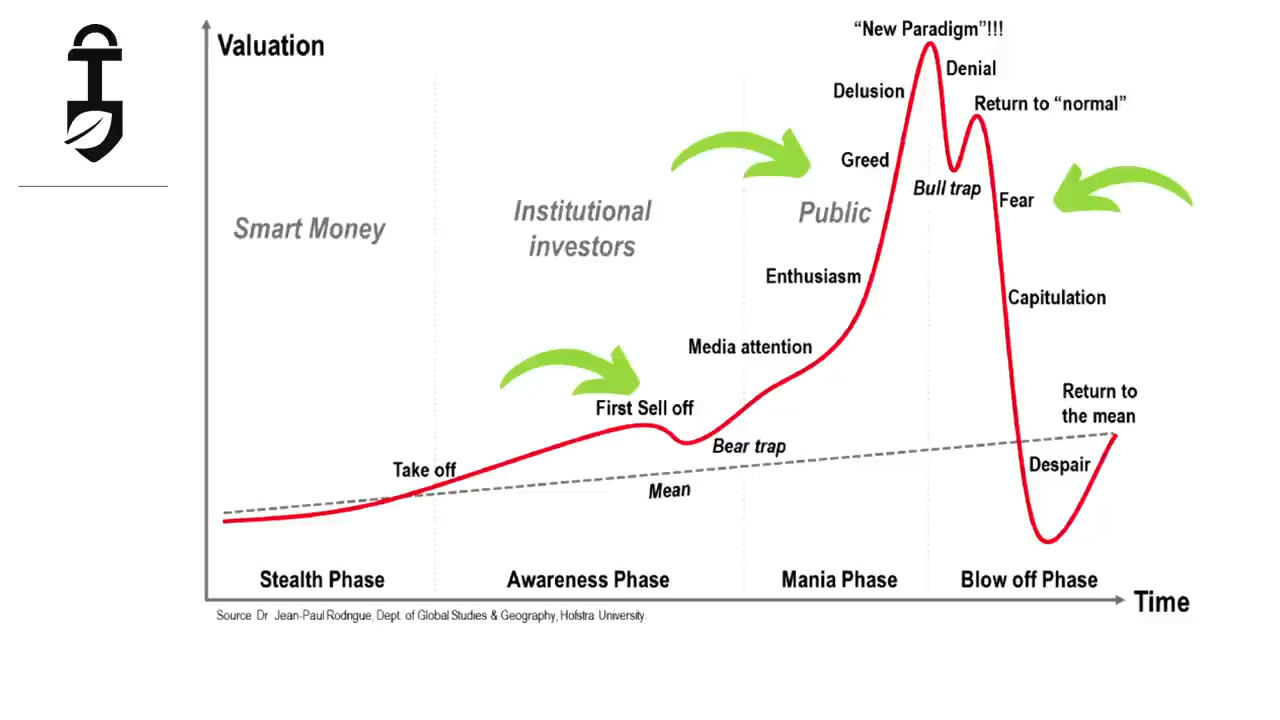 Valuation
"New Paradigm"!!!
Denial
Delusion
Return to "normal"
Greed
Bull trap
Fear
Smart Money
Institutional
investors
Public
Enthusiasm
Capitulation
Media attention
First Sell off
Bear trap
Return to
the mean
Take off
Mean
Despair
Stealth Phase
Awareness Phase
Mania Phase
Blow off Phase
Time
Source Dr Jean-Paul Rodrigue, Dept. of Global Studies & Geography, Hofstra University.